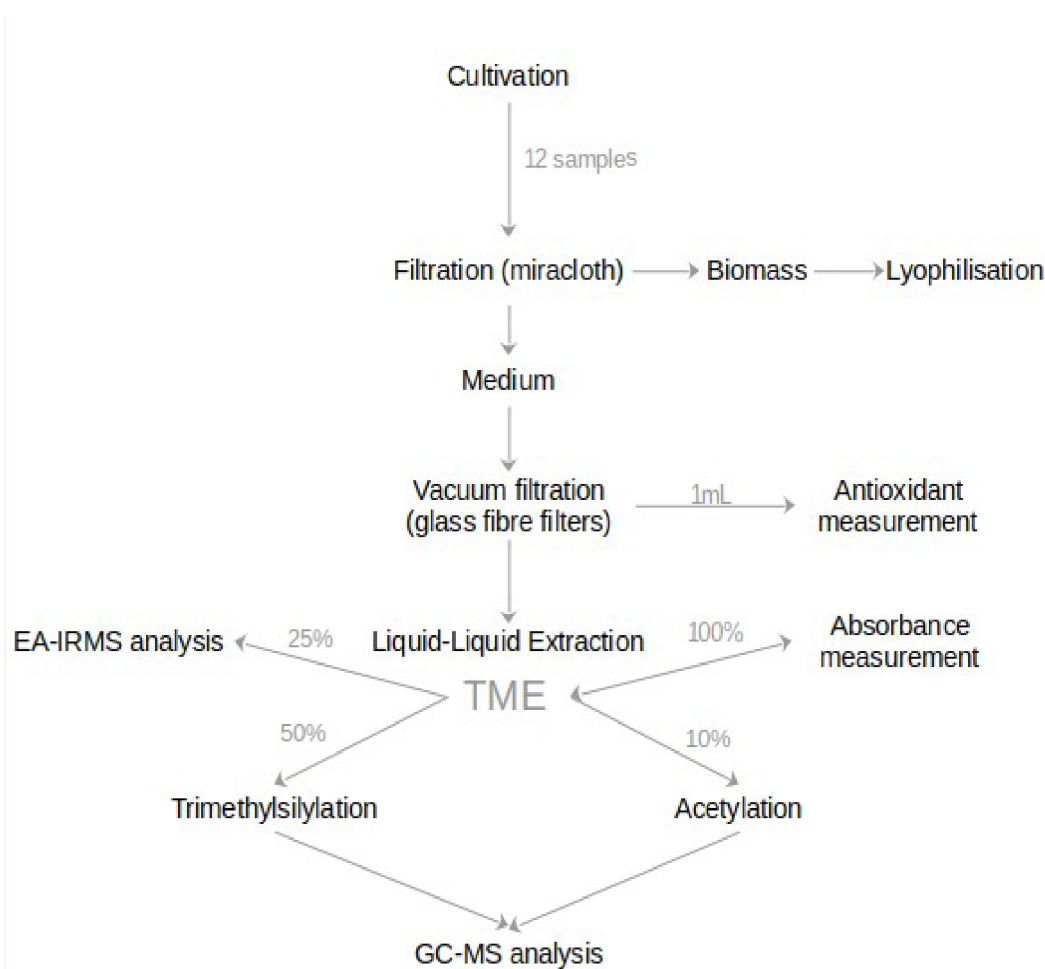 Cultivation
12 samples
Filtration (miracloth)
Biomass
Lyophilisation
Medium
Vacuum filtration
(glass fibre filters)
1mL
Antioxidant
measurement
EA-IRMS analysis
25%
Liquid-Liquid Extraction
100%
Absorbance
measurement
TME
50%
10%
Trimethylsilylation
Acetylation
GC-MS analysis